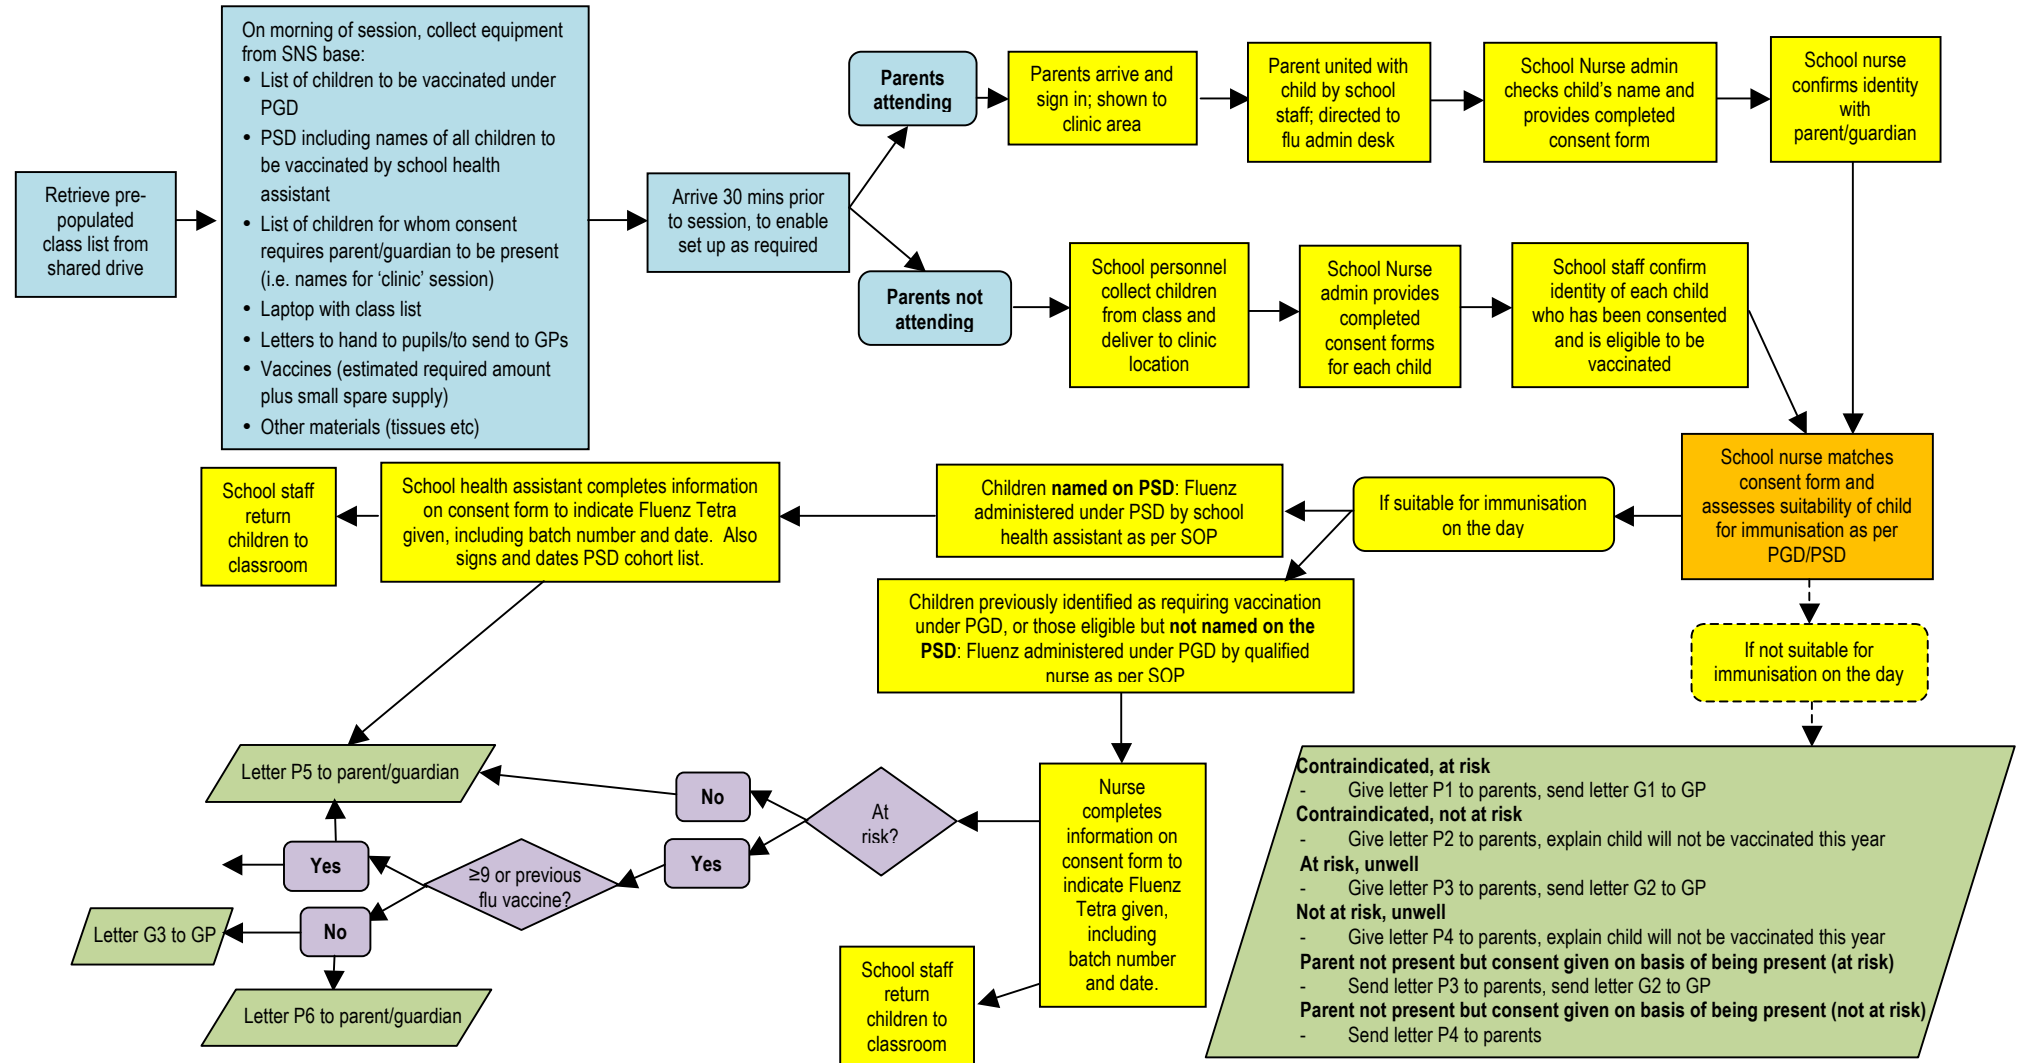 Retrieve pre-
populated
class list from
shared drive
On morning of session, collect equipment
from SNS base:
• List of children to be vaccinated under
PGD
• PSD including names of all children to
be vaccinated by school health
assistant
• List of children for whom consent
requires parent/guardian to be present
(i.e. names for ‘clinic’ session)
• Laptop with class list
• Letters to hand to pupils/to send to GPs
• Vaccines (estimated required amount
plus small spare supply)
• Other materials (tissues etc)
Arrive 30 mins prior
to session, to enable
set up as required
Parents
attending
Parents arrive and
sign in; shown to
clinic area
Parent united with
child by school
staff; directed to
flu admin desk
School Nurse admin
checks child’s name and
provides completed
consent form
School nurse
confirms identity
with
parent/guardian
Parents not
attending
School personnel
collect children
from class and
deliver to clinic
location
School Nurse
admin provides
completed
consent forms
for each child
School staff confirm
identity of each child
who has been consented
and is eligible to be
vaccinated
School nurse matches
consent form and
assesses suitability of child
for immunisation as per
PGD/PSD
If suitable for immunisation
on the day
Children named on PSD: Fluenz
administered under PSD by school
health assistant as per SOP
School health assistant completes information
on consent form to indicate Fluenz Tetra
given, including batch number and date.  Also
signs and dates PSD cohort list.
School staff
return
children to
classroom
Children previously identified as requiring vaccination
under PGD, or those eligible but not named on the
PSD: Fluenz administered under PGD by qualified
nurse as per SOP
If not suitable for
immunisation on the day
Letter P5 to parent/guardian
No
At
risk?
Yes
≥9 or previous
flu vaccine?
Yes
No
Letter G3 to GP
Letter P6 to parent/guardian
Nurse
completes
information on
consent form to
indicate Fluenz
Tetra given,
including
batch number
and date.
School staff
return
children to
classroom
Contraindicated, at risk
- Give letter P1 to parents, send letter G1 to GP
Contraindicated, not at risk
- Give letter P2 to parents, explain child will not be vaccinated this year
At risk, unwell
- Give letter P3 to parents, send letter G2 to GP
Not at risk, unwell
- Give letter P4 to parents, explain child will not be vaccinated this year
Parent not present but consent given on basis of being present (at risk)
- Send letter P3 to parents, send letter G2 to GP
Parent not present but consent given on basis of being present (not at risk)
- Send letter P4 to parents